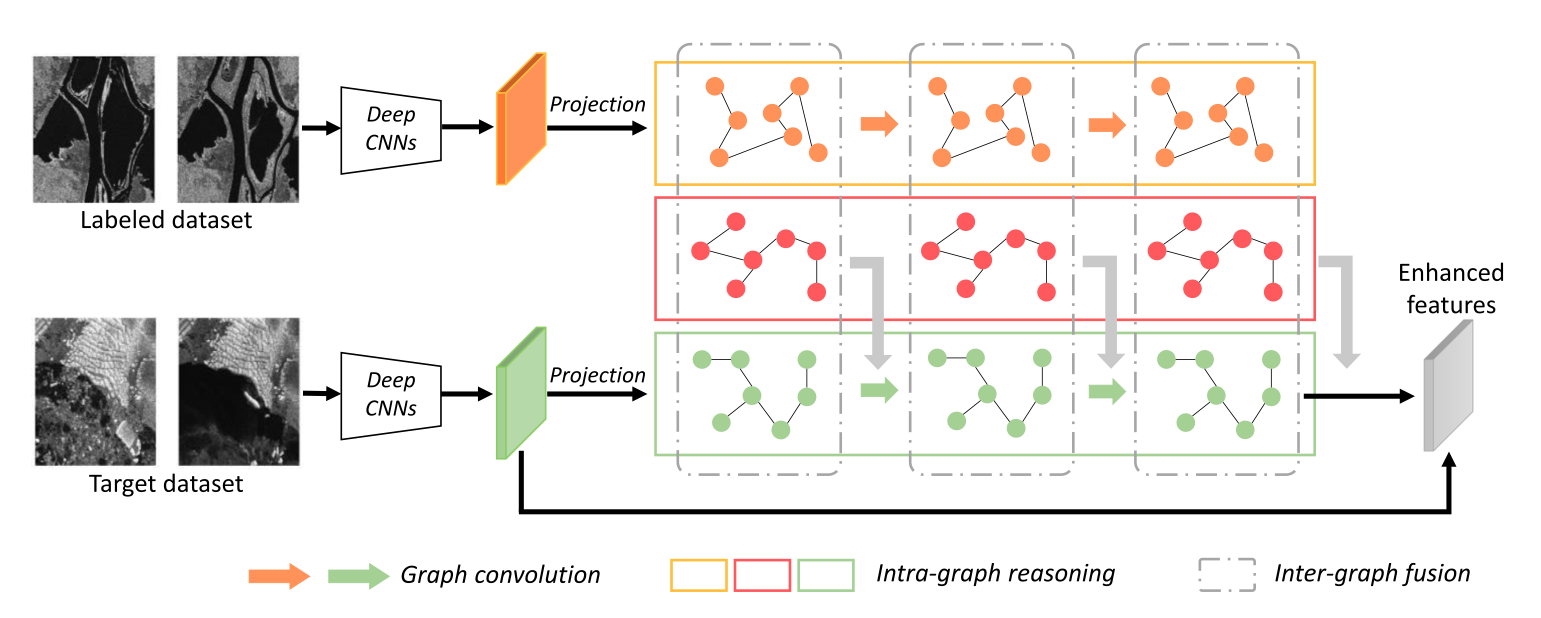 Deep
CNNs
Projection
Labeled dataset
Enhanced
features
Deep
CNNs
Projection
Target dataset
Graph convolution
Intra-graph reasoning
Inter-graph fusion